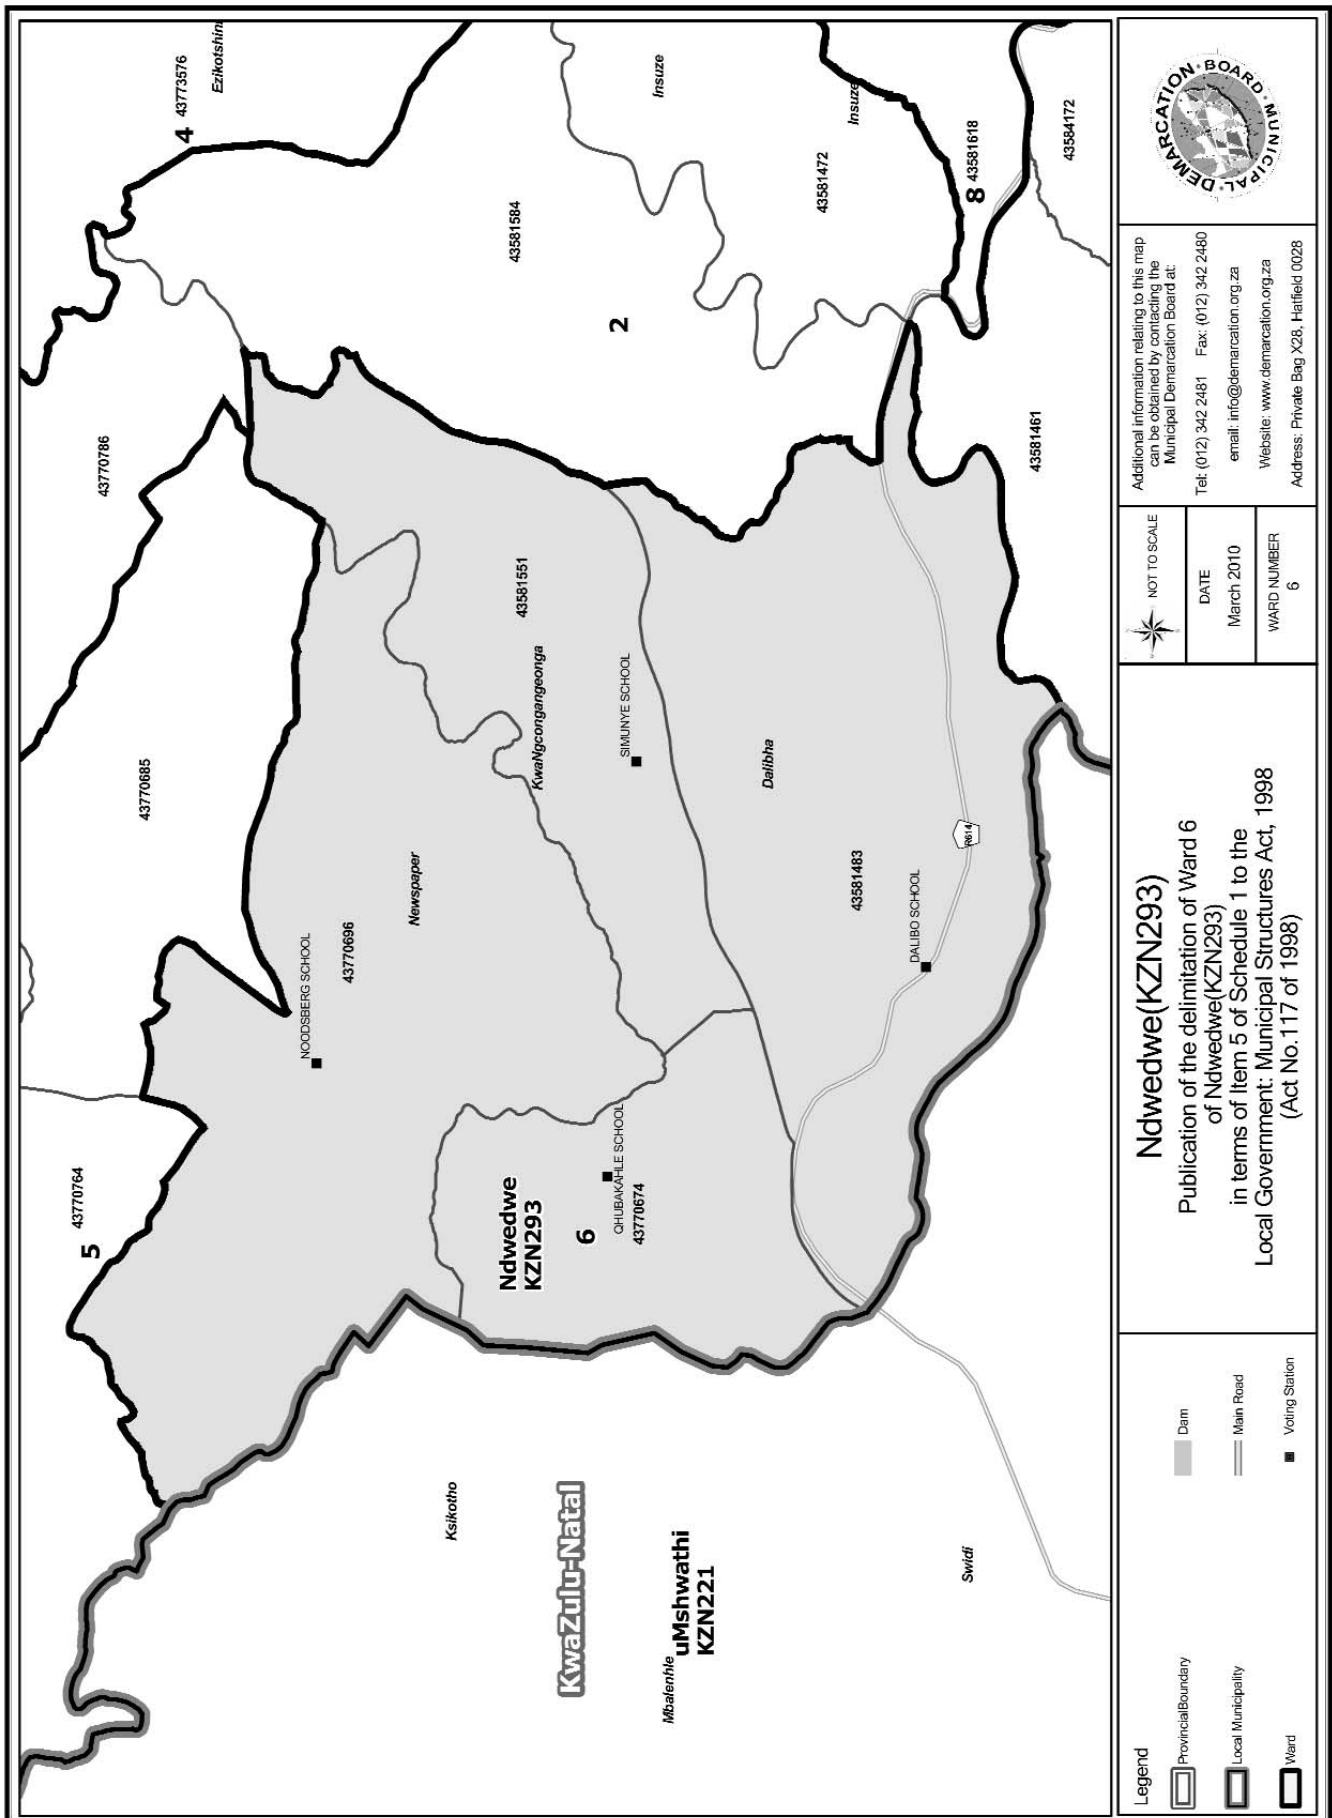 43773576
4
Ezikotshini
Insuze
Insuze
43581584
43581472
43581618
8
43584172
2
43770786
43581461
43770685
43581551
KwaNgcongangeonga
SIMUNYE SCHOOL
Dalibha
Newspaper
43770696
NOODSBERG SCHOOL
43581483
R614
DALIBO SCHOOL
43770764
5
Ndwedwe
KZN293
6
QHUBAKAHLE SCHOOL
43770674
Ksikotho
KwaZulu-Natal
uMshwathi
KZN221
Mbalenhle
Swidi
Legend
ProvincialBoundary
Local Municipality
Ward
Dam
Main Road
Voting Station
Ndwedwe(KZN293)
Publication of the delimitation of Ward 6
of Ndwedwe(KZN293)
in terms of Item 5 of Schedule 1 to the
Local Government: Municipal Structures Act, 1998
(Act No.117 of 1998)
NOT TO SCALE
DATE
March 2010
WARD NUMBER
6
Additional information relating to this map
can be obtained by contacting the
Municipal Demarcation Board at:
Tel: (012) 342 2481 Fax: (012) 342 2480
email: info@demarcation.org.za
Website: www.demarcation.org.za
Address: Private Bag X28, Hatfield 0028
MUNICIPAL DEMARCATION BOARD